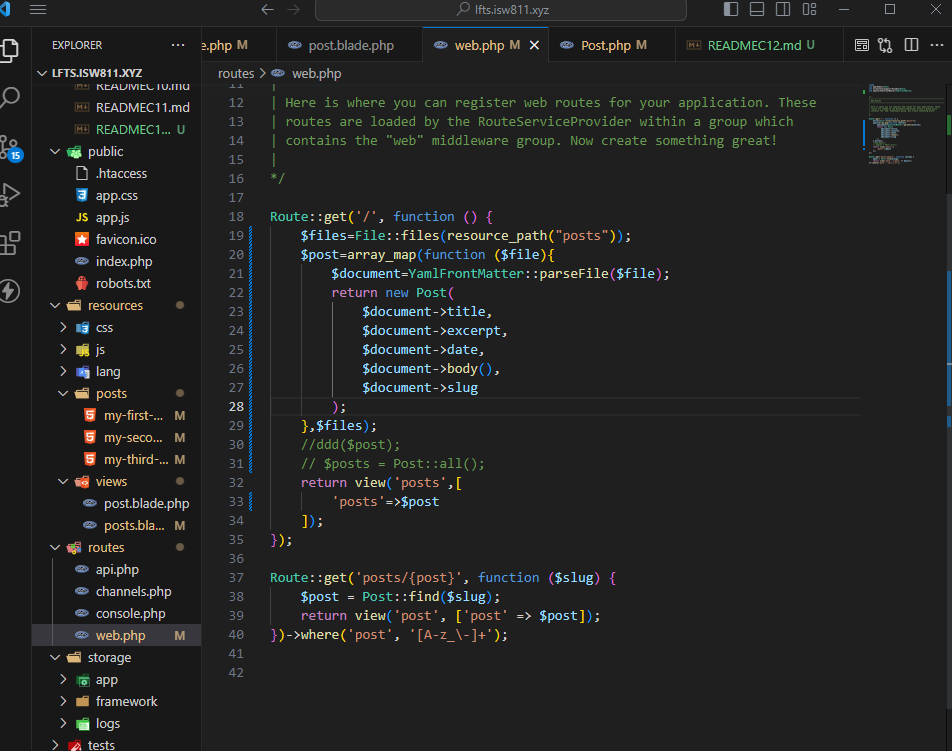 lfts.isw811.xyz
EXPLORER
LFTS.ISW811.XYZ
README10.md
READMEC11.md
READMEC1... U
public
.htaccess
app.css
JS app.js
favicon.ico
index.php
robots.txt
resources
css
js
lang
posts
my-first-... M
my-seco... M
my-third-... M
views
post.blade.php
posts.bla... M
routes
api.php
channels.php
console.php
web.php M
storage
app
framework
logs
tests
15
e.php M
post.blade.php
web.php M
Post.php M
READMEC12.md U
routes > web.php
11 |
12 | Here is where you can register web routes for your application. These
13 | routes are loaded by the RouteServiceProvider within a group which
14 | contains the "web" middleware group. Now create something great!
15 |
16 */
17
18 Route::get('/', function () {
19 $files=File::files(resource_path("posts"));
20 $post=array_map(function ($file){
21 $document=YamlFrontMatter::parseFile($file);
22 return new Post(
23 $document->title,
24 $document->excerpt,
25 $document->date,
26 $document->body(),
27 $document->slug
28 );
29 },$files);
30 //ddd($post);
31 // $posts = Post::all();
32 return view('posts',[
33 'posts'=>$post
34 ]);
35 });
36
37 Route::get('posts/{post}', function ($slug) {
38 $post = Post::find($slug);
39 return view('post', ['post' => $post]);
40 })->where('post', '[A-z_\-]+');
41
42